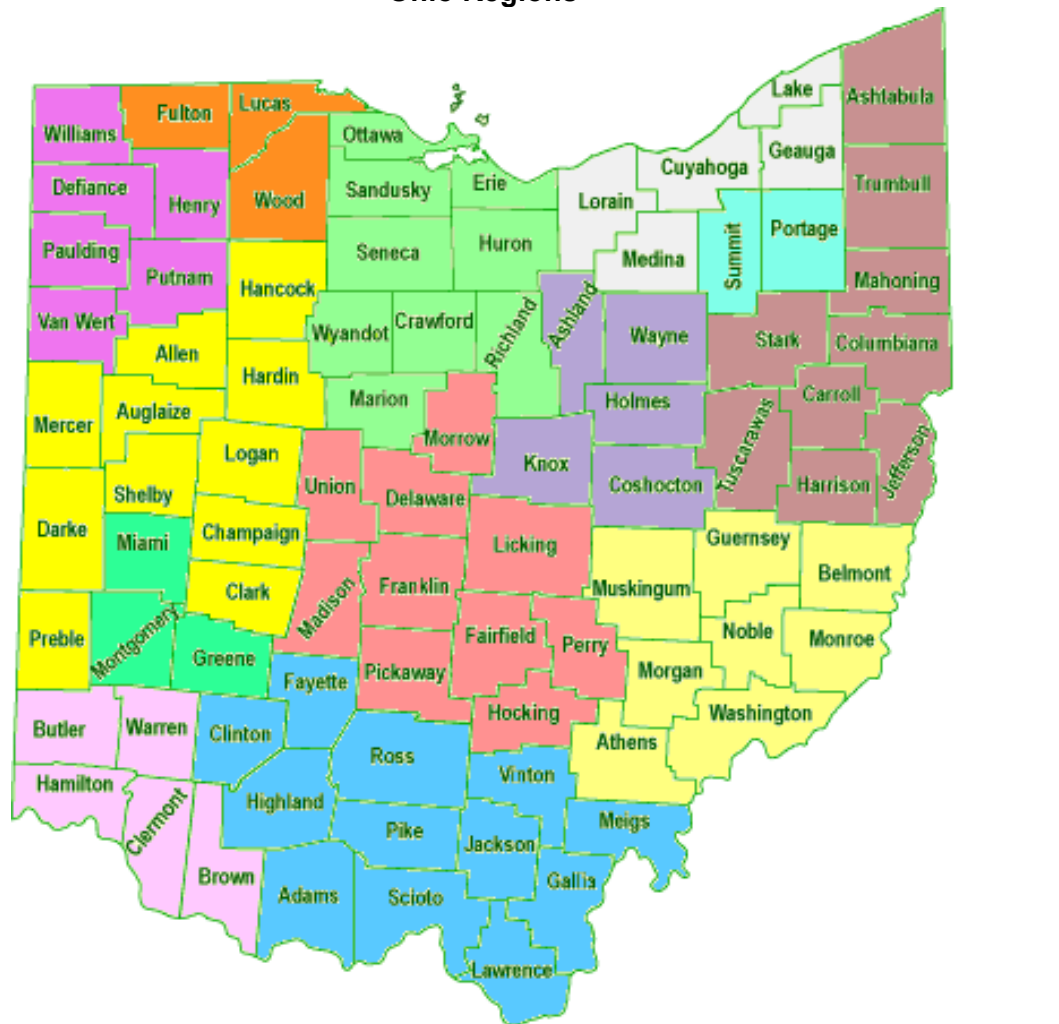 Ohio Regions
Lake
Ashtabula
Williams
Fulton
Lucas
Ottawa
Cuyahoga
Geauga
Defiance
Henry
Wood
Sandusky
Erie
Lorain
Trumbull
Paulding
Putnam
Seneca
Huron
Medina
Summit
Portage
Hancock
Mahoning
Van Wert
Allen
Wyandot
Crawford
Richland
Ashland
Wayne
Stark
Columbiana
Mercer
Auglaize
Hardin
Marion
Morrow
Holmes
Carroll
Tuscarawas
Jefferson
Logan
Shelby
Union
Delaware
Knox
Coshocton
Harrison
Darke
Miami
Champaign
Licking
Guernsey
Belmont
Clark
Madison
Franklin
Muskingum
Preble
Montgomery
Greene
Fairfield
Perry
Noble
Monroe
Fayette
Pickaway
Morgan
Butler
Warren
Clinton
Hocking
Washington
Ross
Athens
Hamilton
Clermont
Highland
Vinton
Pike
Jackson
Meigs
Brown
Adams
Scioto
Gallia
Lawrence